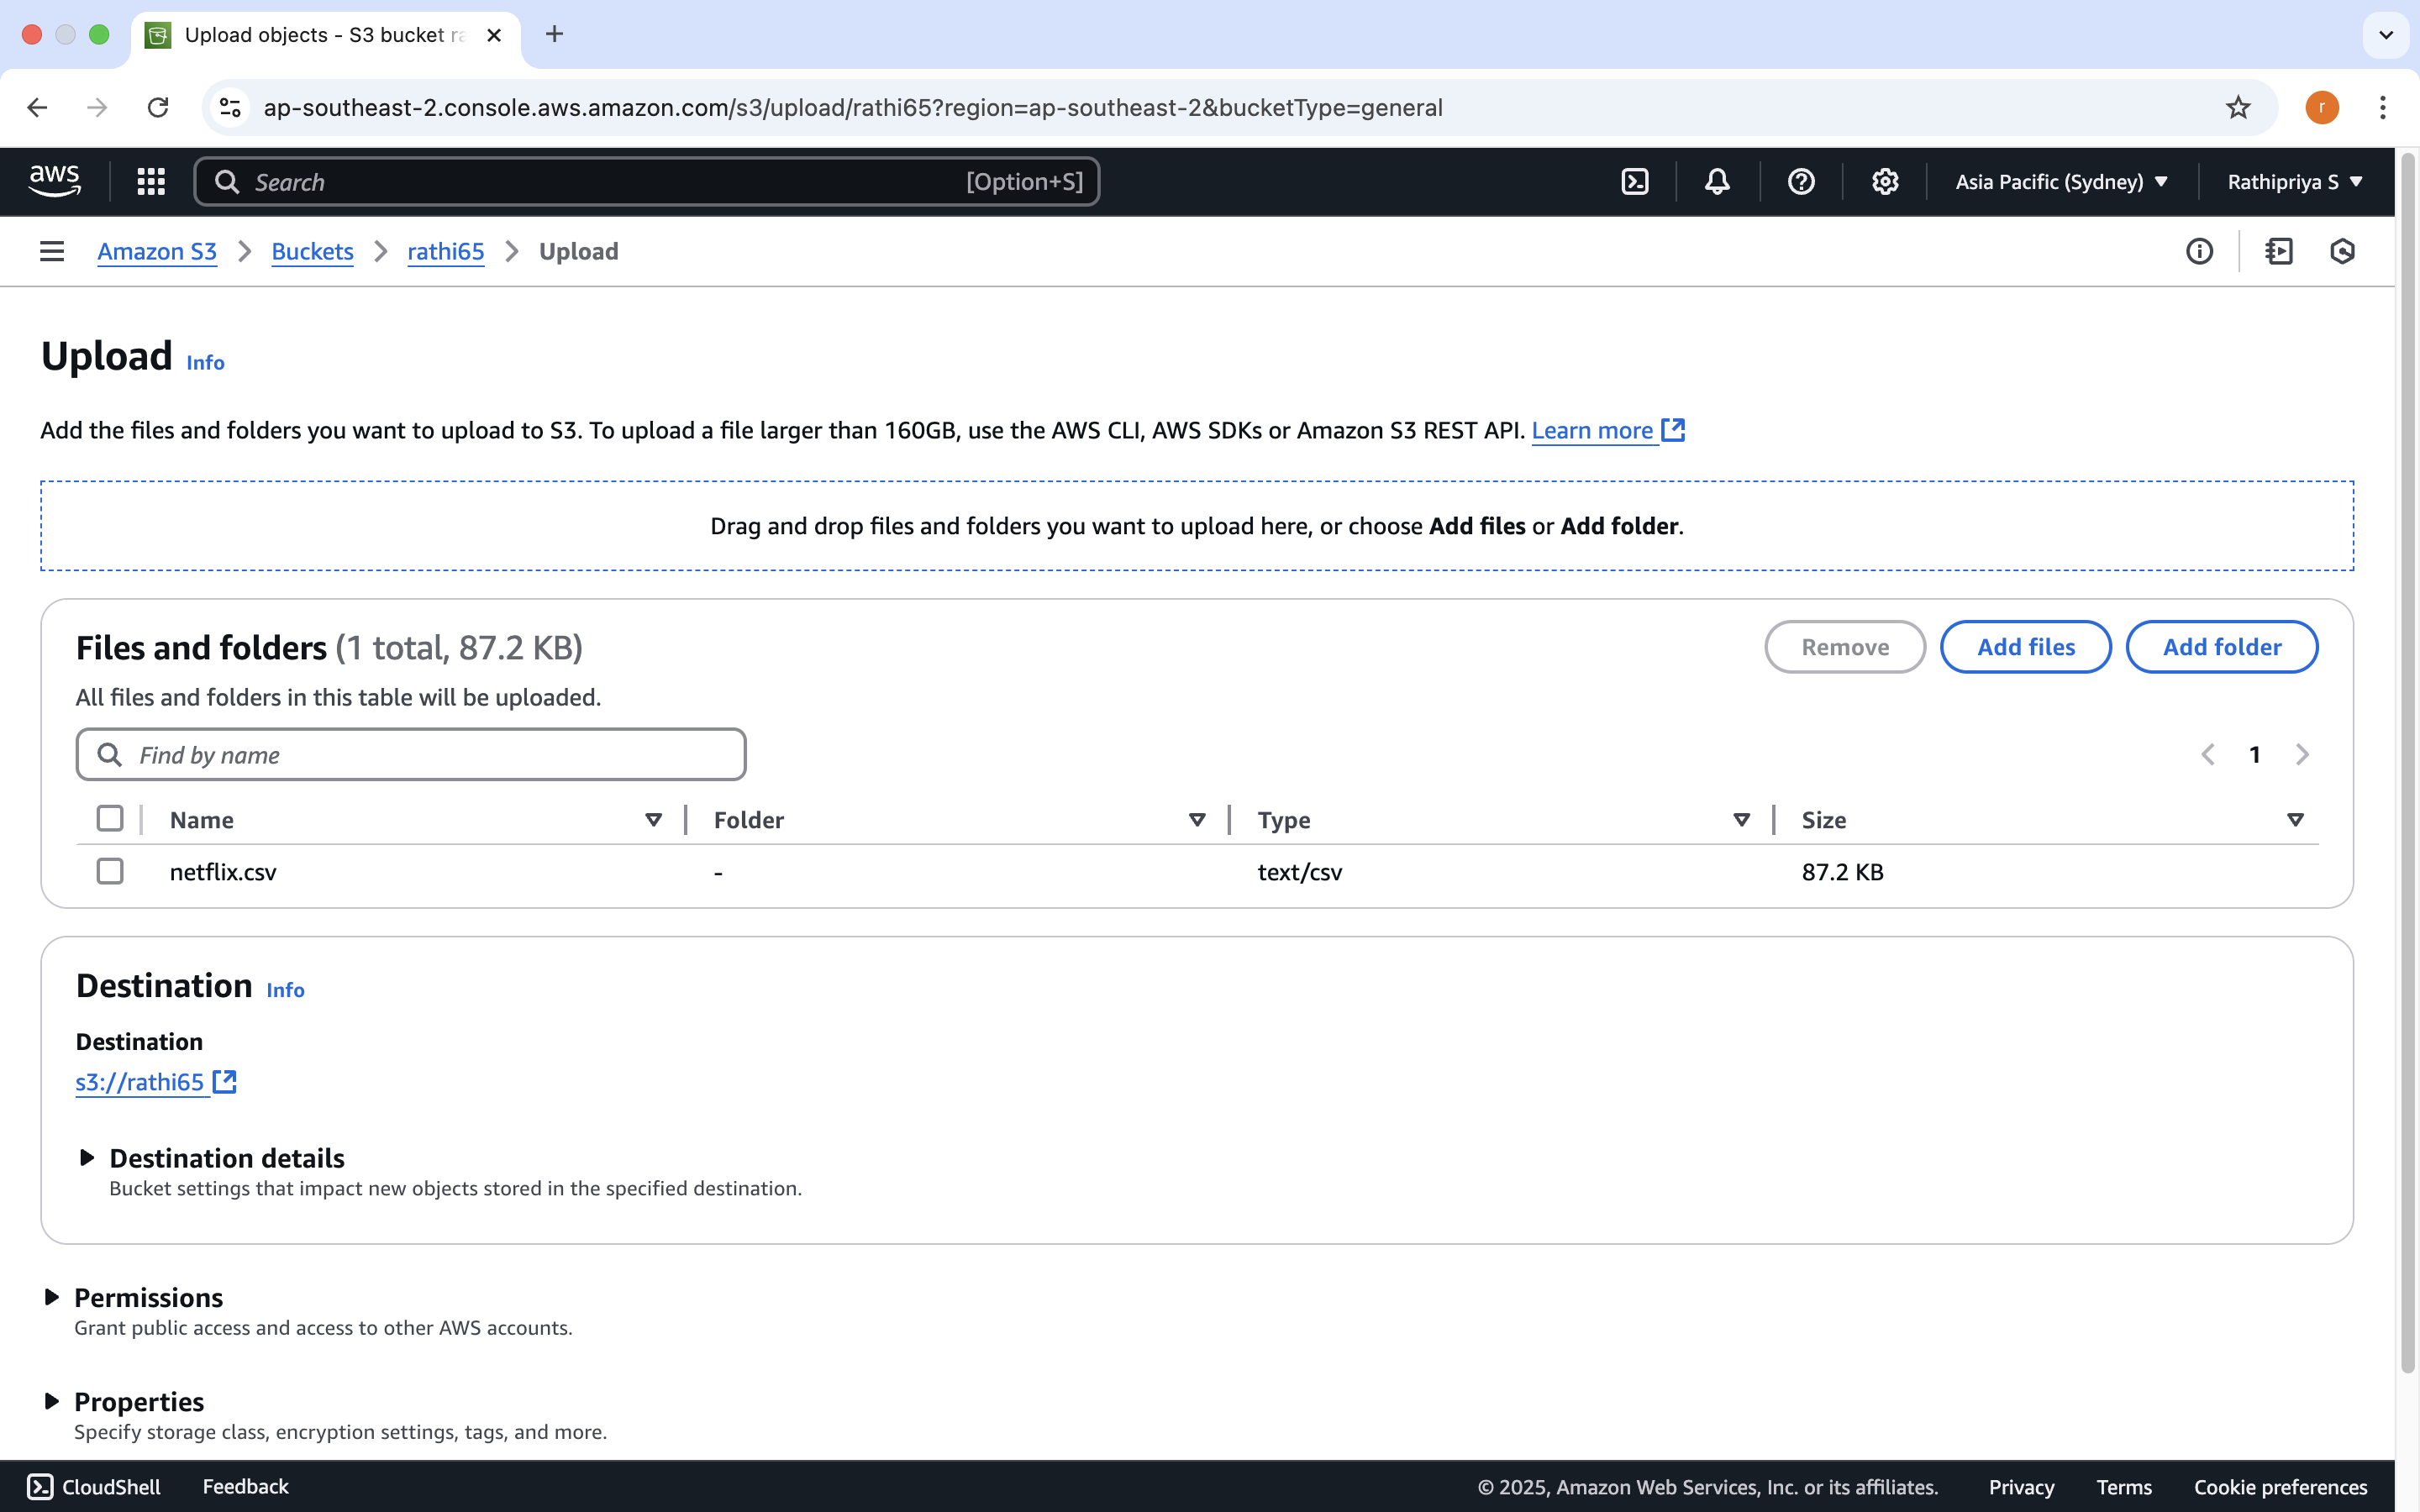 Upload objects - S3 bucket ra
ap-southeast-2.console.aws.amazon.com/s3/upload/rathi65?region=ap-southeast-2&bucketType=general
r
aws
Search
[Option+S]
Asia Pacific (Sydney)
Rathipriya S
Amazon S3
Buckets
rathi65
Upload
Upload Info
Add the files and folders you want to upload to S3. To upload a file larger than 160GB, use the AWS CLI, AWS SDKs or Amazon S3 REST API. Learn more
Drag and drop files and folders you want to upload here, or choose Add files or Add folder.
Files and folders (1 total, 87.2 KB)
Remove
Add files
Add folder
All files and folders in this table will be uploaded.
Find by name
1
Name Folder Type Size
netflix.csv - text/csv 87.2 KB
Destination Info
Destination
s3://rathi65
Destination details
Bucket settings that impact new objects stored in the specified destination.
Permissions
Grant public access and access to other AWS accounts.
Properties
Specify storage class, encryption settings, tags, and more.
CloudShell
Feedback
© 2025, Amazon Web Services, Inc. or its affiliates.
Privacy
Terms
Cookie preferences